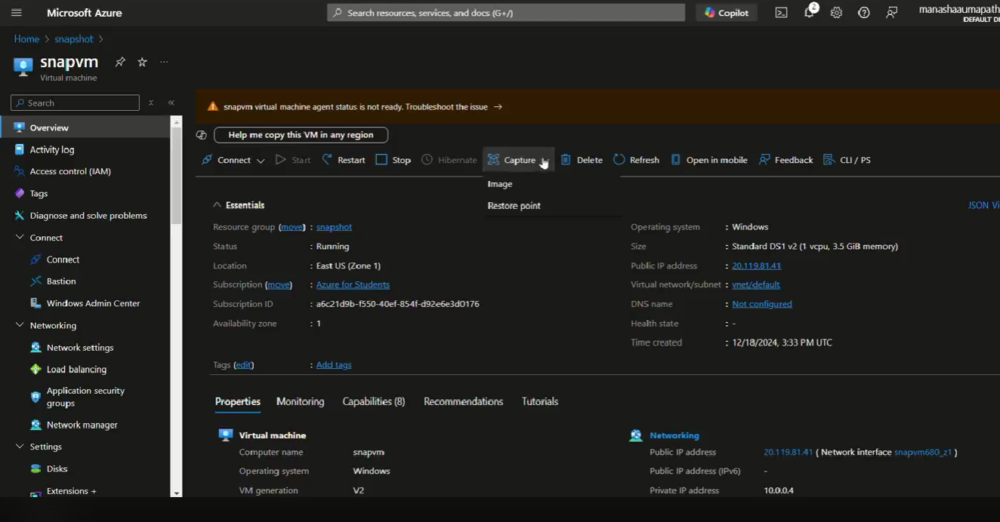 Microsoft Azure
Search resources, services, and docs (G+/)
Copilot
2
manashaaumapath
DEFAULT DI
Home > snapshot >
snapvm
Virtual machine
Search
snapvm virtual machine agent status is not ready. Troubleshoot the issue →
Help me copy this VM in any region
Connect Start Restart Stop Hibernate Capture Delete Refresh Open in mobile Feedback CLI / PS
Image
Restore point
Overview
Activity log
Access control (IAM)
Tags
Diagnose and solve problems
Connect
Connect
Bastion
Windows Admin Center
Networking
Network settings
Load balancing
Application security
groups
Network manager
Settings
Disks
Extensions +
Essentials
JSON Vi
Resource group (move) : snapshot
Status : Running
Location : East US (Zone 1)
Subscription (move) : Azure for Students
Subscription ID : a6c21d9b-f550-40ef-854f-d92e6e3d0176
Availability zone : 1
Operating system : Windows
Size : Standard DS1 v2 (1 vcpu, 3.5 GiB memory)
Public IP address : 20.119.81.41
Virtual network/subnet : vnet/default
DNS name : Not configured
Health state : -
Time created : 12/18/2024, 3:33 PM UTC
Tags (edit) : Add tags
Properties Monitoring Capabilities (8) Recommendations Tutorials
Virtual machine
Computer name snapvm
Operating system Windows
VM generation V2
Networking
Public IP address 20.119.81.41 ( Network interface snapvm680_z1 )
Public IP address (IPv6) -
Private IP address 10.0.0.4